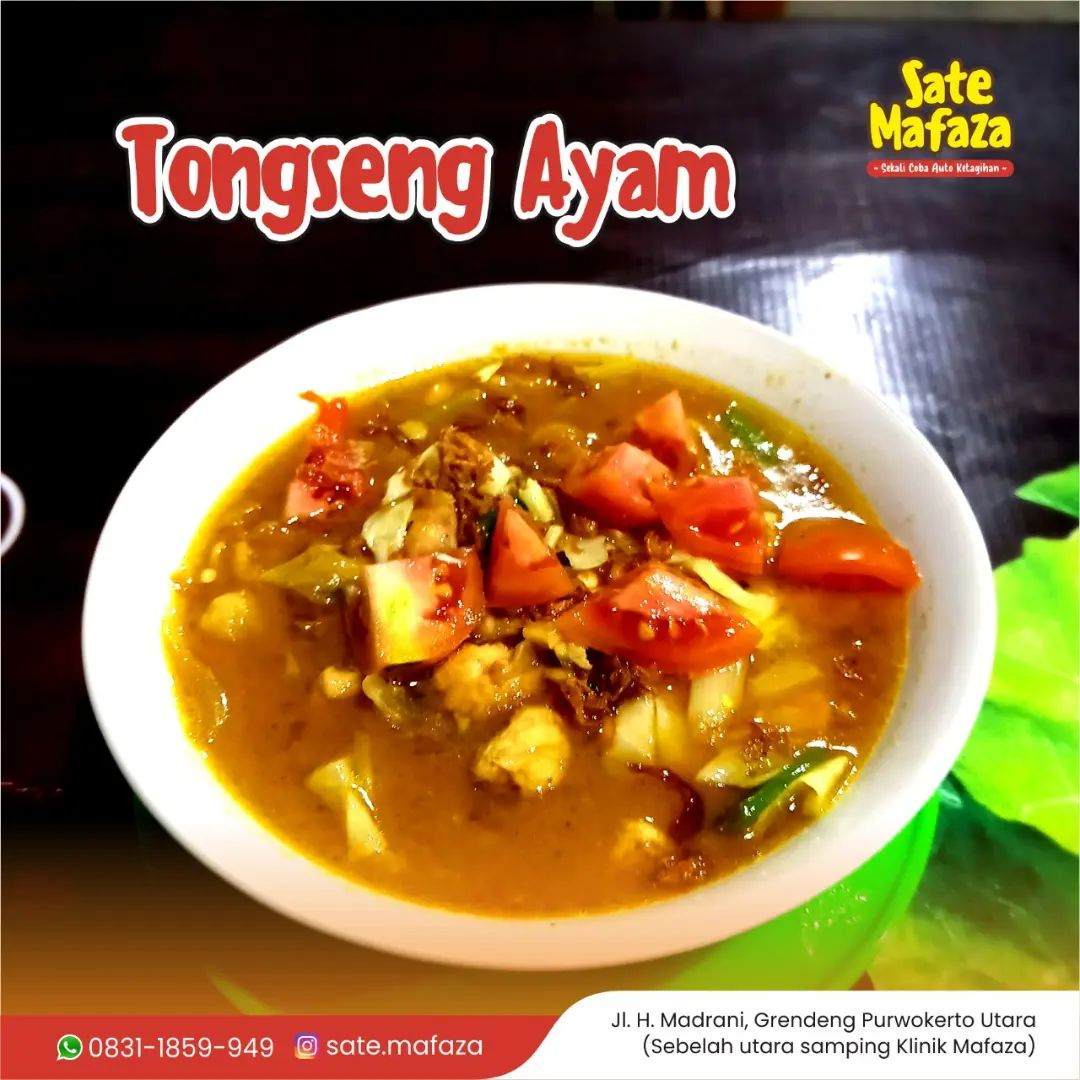 Sate
Mafaza
- Sekali Coba Auto Ketagihan -
Tongseng Ayam
0831-1859-949 sate.mafaza
Jl. H. Madrani, Grendeng Purwokerto Utara
(Sebelah utara samping Klinik Mafaza)